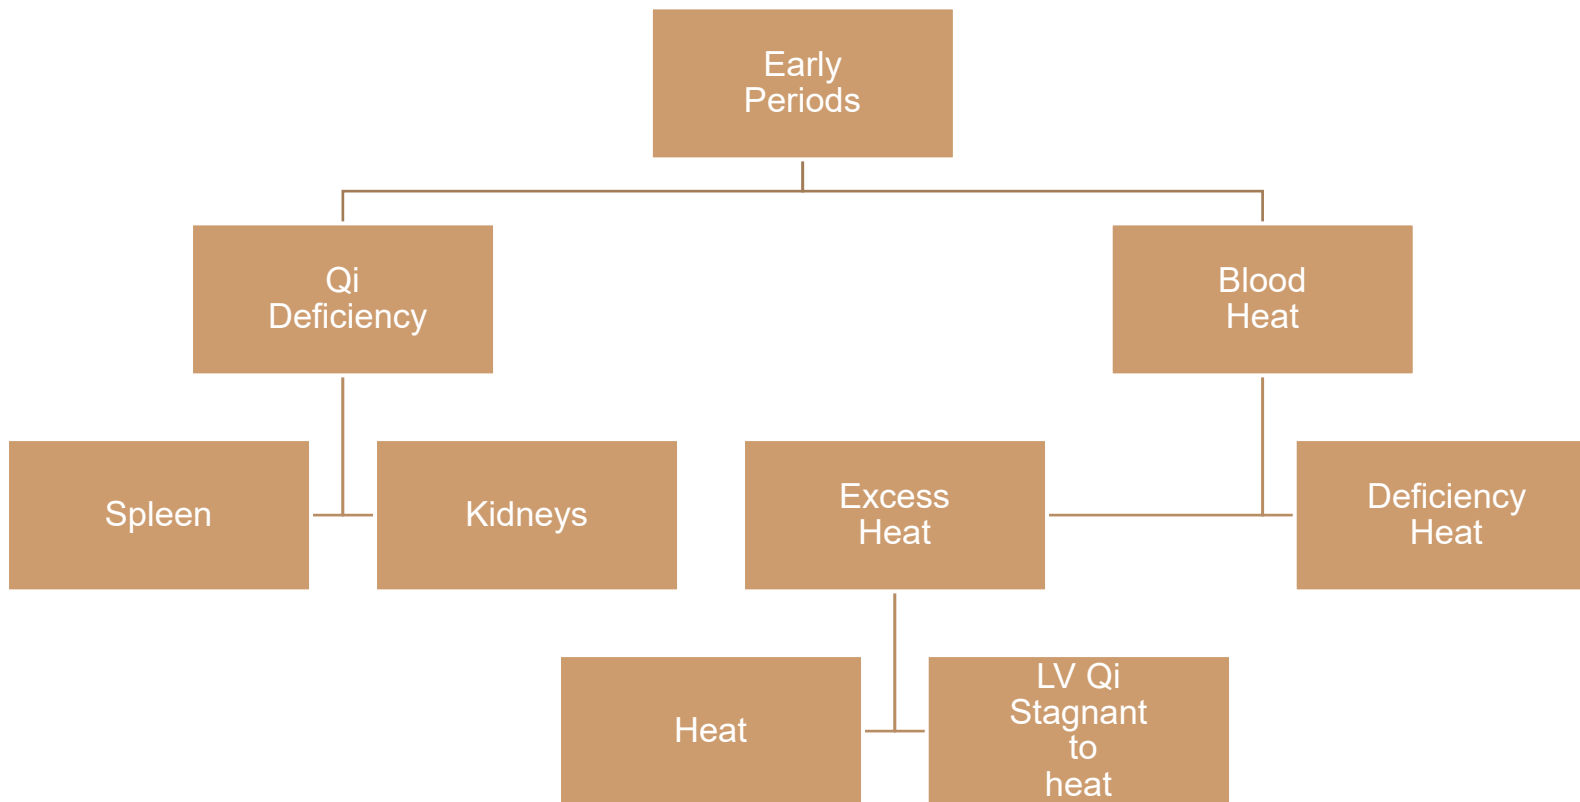 Early
Periods
Qi
Deficiency
Blood
Heat
Spleen
Kidneys
Excess
Heat
Deficiency
Heat
Heat
LV Qi
Stagnant
to
heat